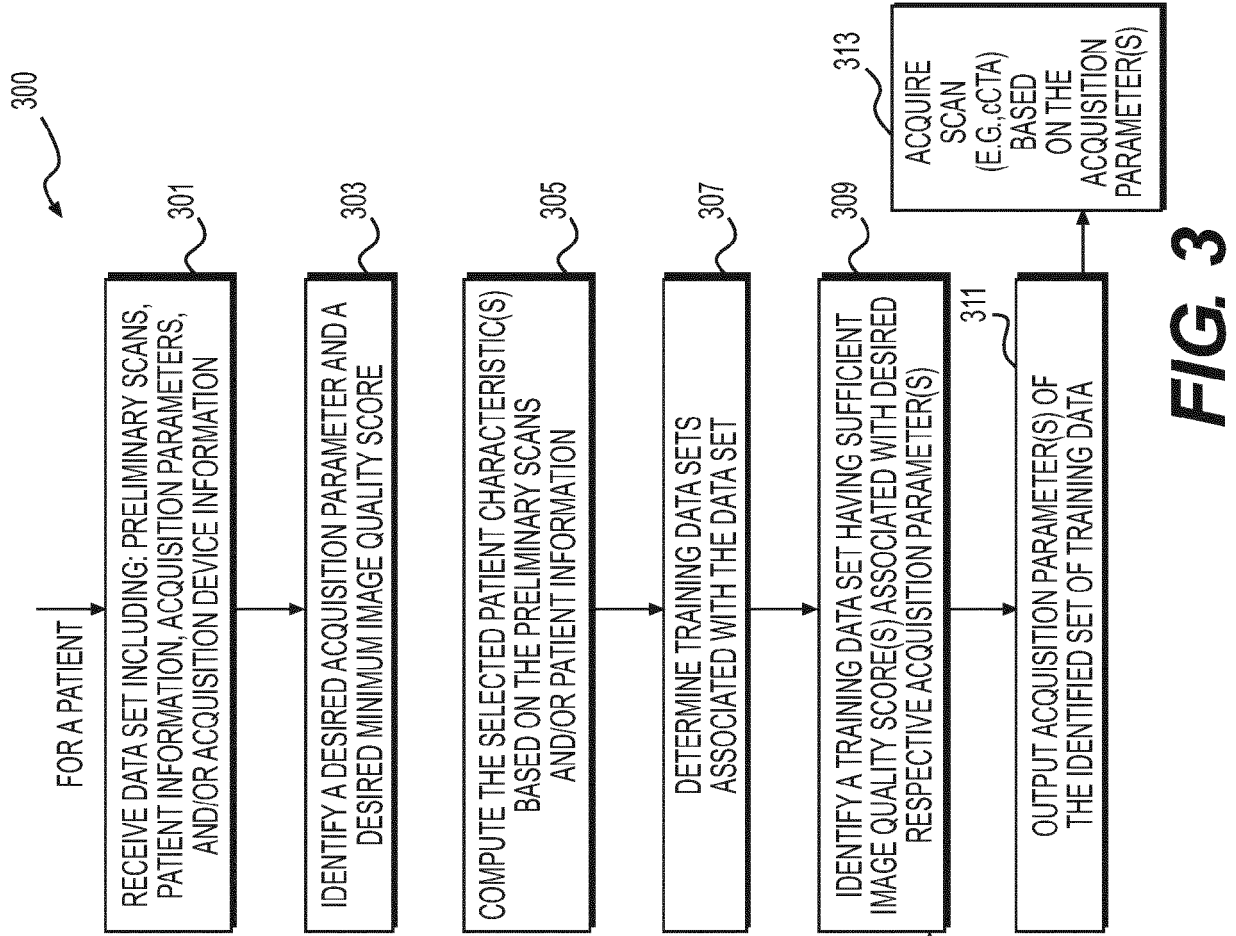 300
FOR A PATIENT
301
RECEIVE DATA SET INCLUDING: PRELIMINARY SCANS,
PATIENT INFORMATION, ACQUISITION PARAMETERS,
AND/OR ACQUISITION DEVICE INFORMATION
303
IDENTIFY A DESIRED ACQUISITION PARAMETER AND A
DESIRED MINIMUM IMAGE QUALITY SCORE
305
COMPUTE THE SELECTED PATIENT CHARACTERISTIC(S)
BASED ON THE PRELIMINARY SCANS
AND/OR PATIENT INFORMATION
307
DETERMINE TRAINING DATA SETS
ASSOCIATED WITH THE DATA SET
309
IDENTIFY A TRAINING DATA SET HAVING SUFFICIENT
IMAGE QUALITY SCORE(S) ASSOCIATED WITH DESIRED
RESPECTIVE ACQUISITION PARAMETER(S)
311
OUTPUT ACQUISITION PARAMETER(S) OF
THE IDENTIFIED SET OF TRAINING DATA
313
ACQUIRE
SCAN
(E.G.,cCTA)
BASED
ON THE
ACQUISITION
PARAMETER(S)
FIG. 3